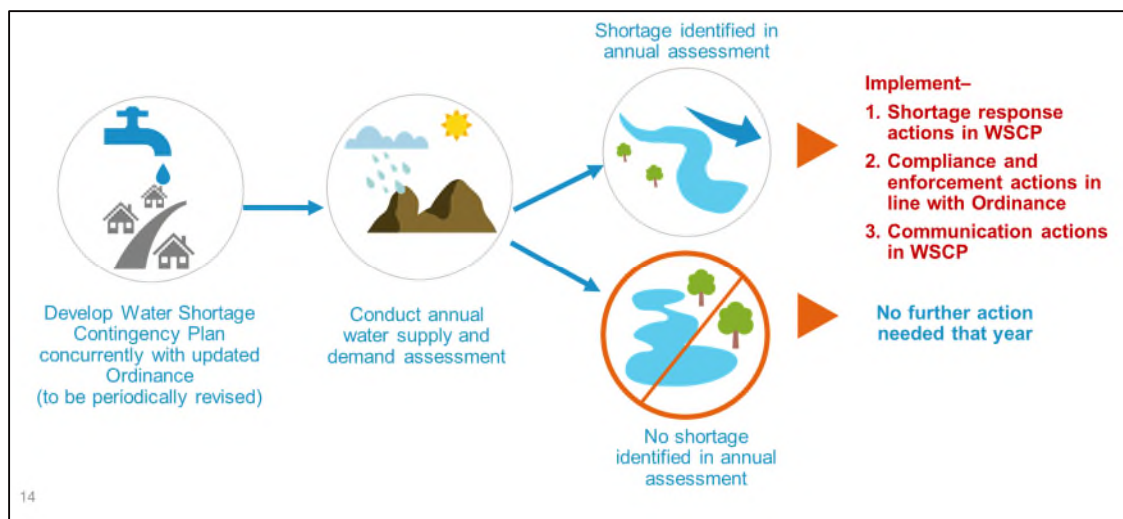 Develop Water Shortage
Contingency Plan
concurrently with updated
Ordinance
(to be periodically revised)
Conduct annual
water supply and
demand assessment
Shortage identified in
annual assessment
Implement–
1. Shortage response
actions in WSCP
2. Compliance and
enforcement actions in
line with Ordinance
3. Communication actions
in WSCP
No shortage
identified in annual
assessment
No further action
needed that year
14